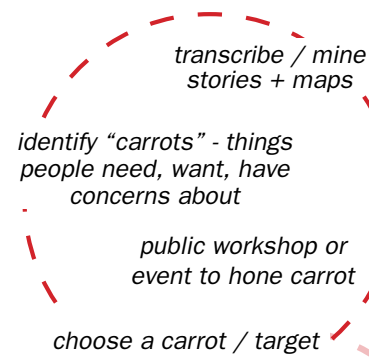 transcribe / mine
stories + maps
identify “carrots” - things
people need, want, have
concerns about
public workshop or
event to hone carrot
choose a carrot / target